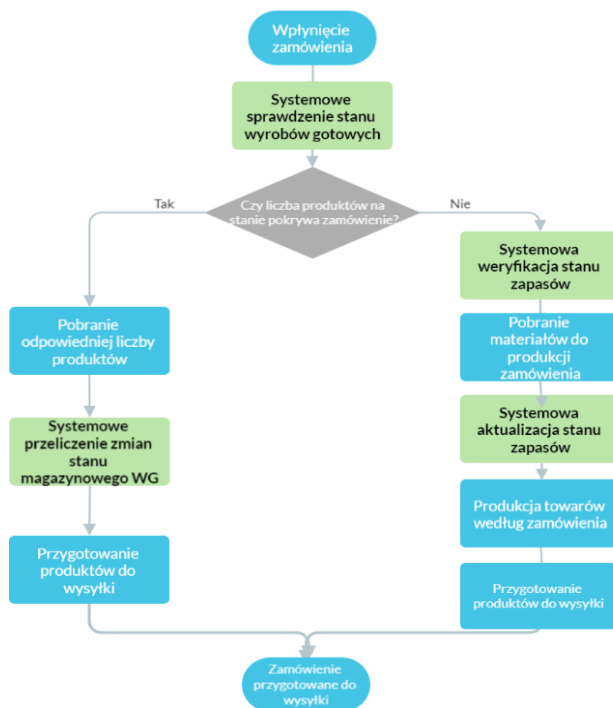 Wpłynięcie
zamówienia
Systemowe
sprawdzenie stanu
wyrobów gotowych
Czy liczba produktów na
stanie pokrywa zamówienie?
Tak
Nie
Pobranie
odpowiedniej liczby
produktów
Systemowe
przeliczenie zmian
stanu
magazynowego WG
Przygotowanie
produktów do
wysyłki
Systemowa
weryfikacja stanu
zapasów
Pobranie
materiałów do
produkcji
zamówienia
Systemowa
aktualizacja stanu
zapasów
Produkcja towarów
według zamówienia
Przygotowanie
produktów do wysyłki
Zamówienie
przygotowane do
wysyłki